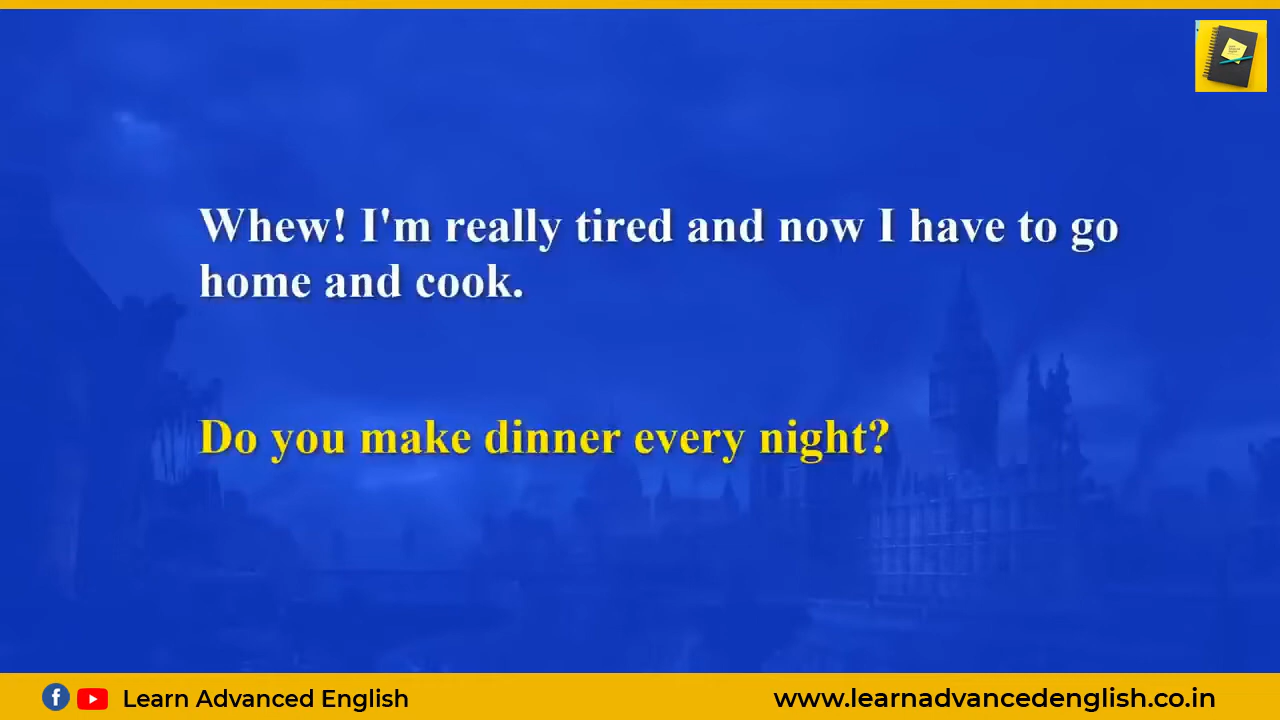 Whew! I'm really tired and now I have to go
home and cook.
Do you make dinner every night?
Learn Advanced English
www.learnadvancedenglish.co.in